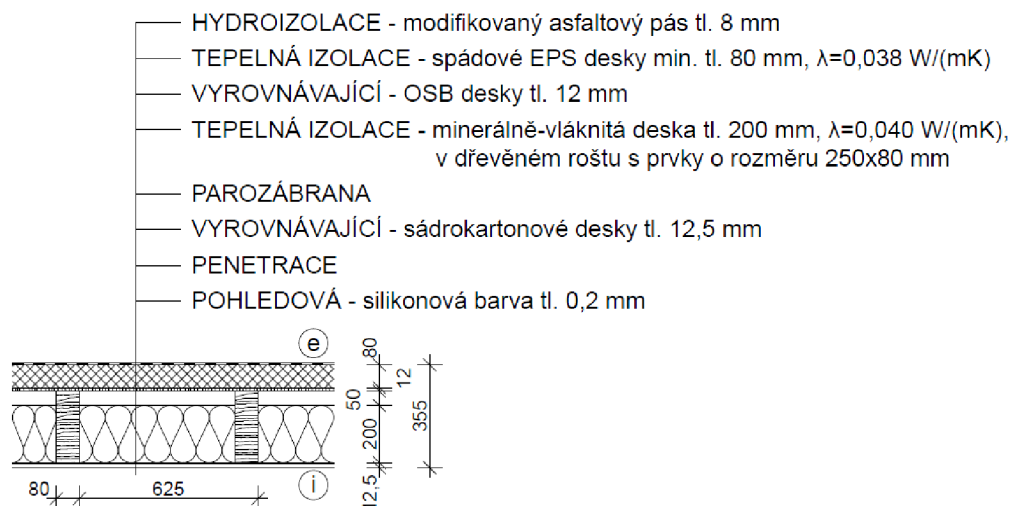 HYDROIZOLACE - modifikovaný asfaltový pás tl. 8 mm
TEPELNÁ IZOLACE - spádové EPS desky min. tl. 80 mm, λ=0,038 W/(mK)
VYROVNÁVAJÍCÍ - OSB desky tl. 12 mm
TEPELNÁ IZOLACE - minerálně-vláknitá deska tl. 200 mm, λ=0,040 W/(mK),
v dřevěném roštu s prvky o rozměru 250x80 mm
PAROZÁBRANA
VYROVNÁVAJÍCÍ - sádrokartonové desky tl. 12,5 mm
PENETRACE
POHLEDOVÁ - silikonová barva tl. 0,2 mm
e
80
12
50
355
200
12,5
i
80
625